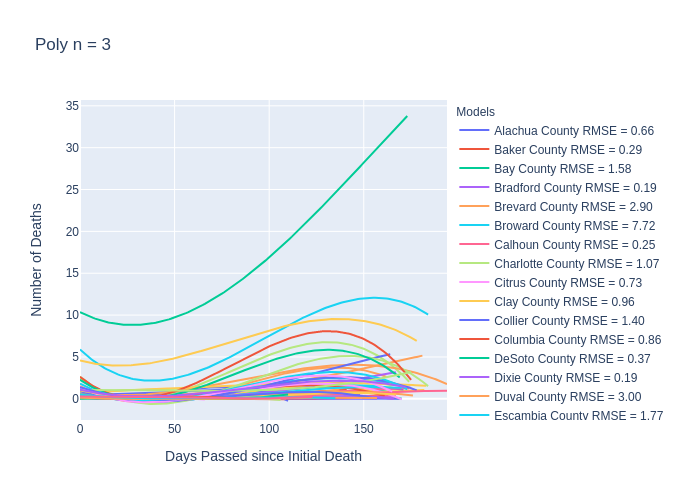 Poly n = 3
35
30
25
20
15
10
5
0
0
50
100
150
Number of Deaths
Days Passed since Initial Death
Models
Alachua County RMSE = 0.66
Baker County RMSE = 0.29
Bay County RMSE = 1.58
Bradford County RMSE = 0.19
Brevard County RMSE = 2.90
Broward County RMSE = 7.72
Calhoun County RMSE = 0.25
Charlotte County RMSE = 1.07
Citrus County RMSE = 0.73
Clay County RMSE = 0.96
Collier County RMSE = 1.40
Columbia County RMSE = 0.86
DeSoto County RMSE = 0.37
Dixie County RMSE = 0.19
Duval County RMSE = 3.00
Escambia County RMSE = 1.77